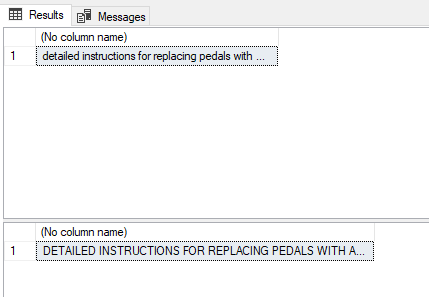 Results Messages
(No column name)
1 detailed instructions for replacing pedals with ...
(No column name)
1 DETAILED INSTRUCTIONS FOR REPLACING PEDALS WITH A...